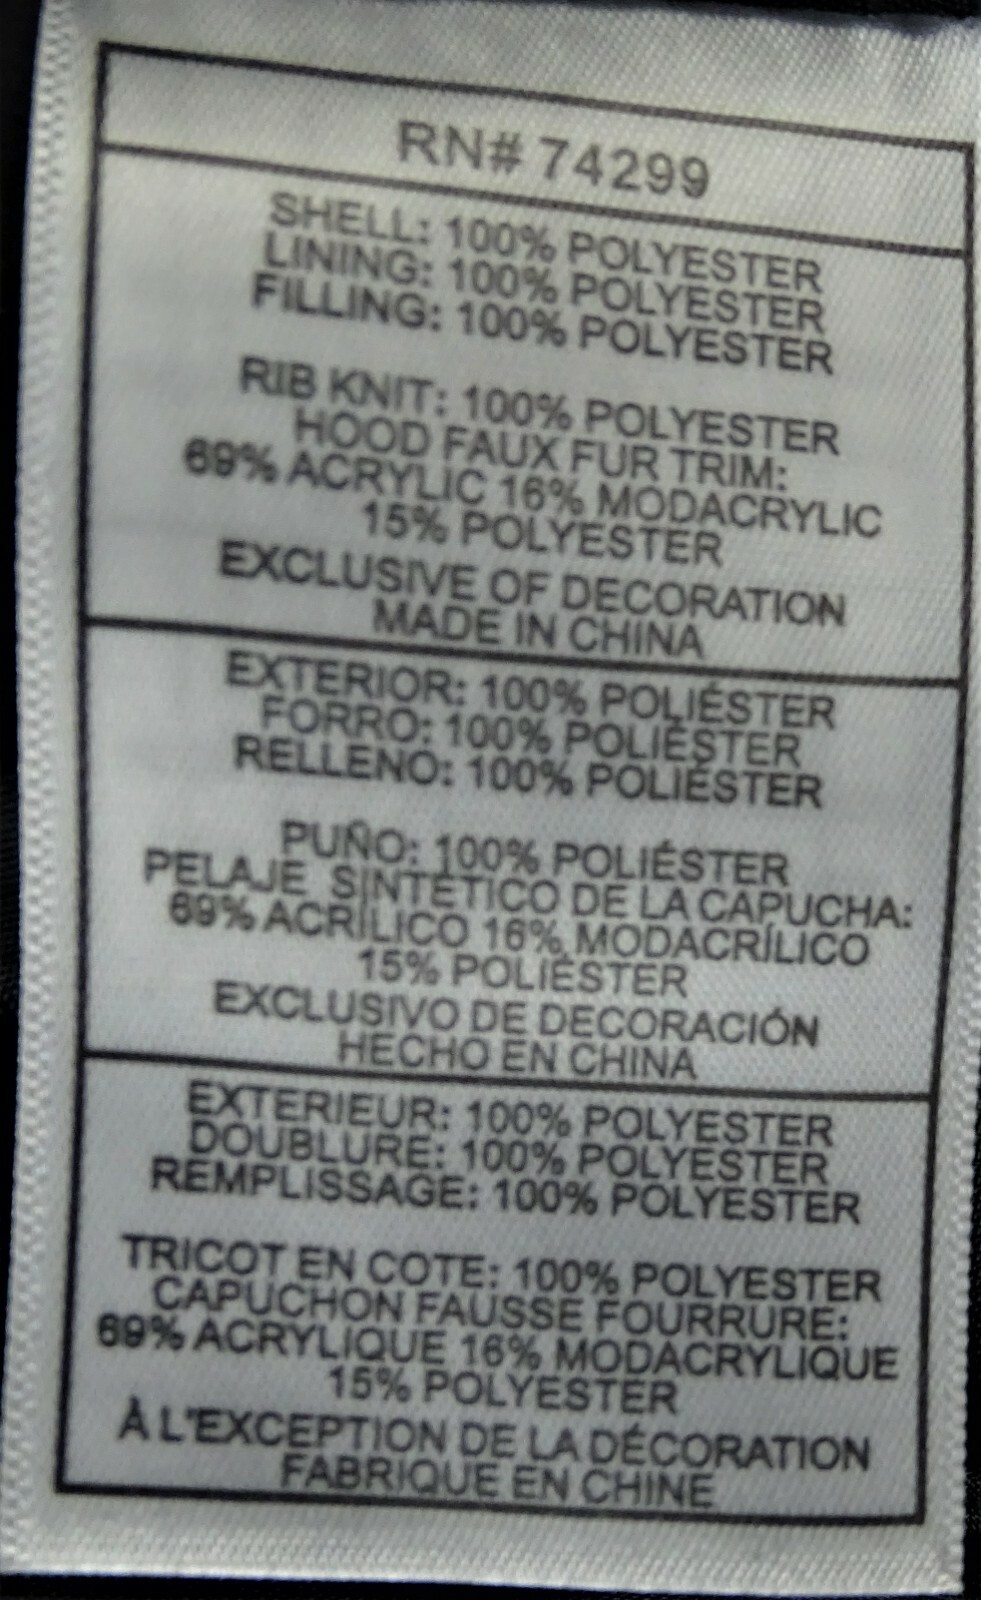 RN# 74299
SHELL: 100% POLYESTER
LINING: 100% POLYESTER
FILLING: 100% POLYESTER
RIB KNIT: 100% POLYESTER
HOOD FAUX FUR TRIM:
69% ACRYLIC 16% MODACRYLIC
15% POLYESTER
EXCLUSIVE OF DECORATION
MADE IN CHINA
EXTERIOR: 100% POLIÉSTER
FORRO: 100% POLIÉSTER
RELLENO: 100% POLIÉSTER
PUÑO: 100% POLIÉSTER
PELAJE SINTÉTICO DE LA CAPUCHA:
69% ACRÍLICO 16% MODACRÍLICO
15% POLIÉSTER
EXCLUSIVO DE DECORACIÓN
HECHO EN CHINA
EXTERIEUR: 100% POLYESTER
DOUBLURE: 100% POLYESTER
REMPLISSAGE: 100% POLYESTER
TRICOT EN COTE: 100% POLYESTER
CAPUCHON FAUSSE FOURRURE:
69% ACRYLIQUE 16% MODACRYLIQUE
15% POLYESTER
À L'EXCEPTION DE LA DÉCORATION
FABRIQUE EN CHINE